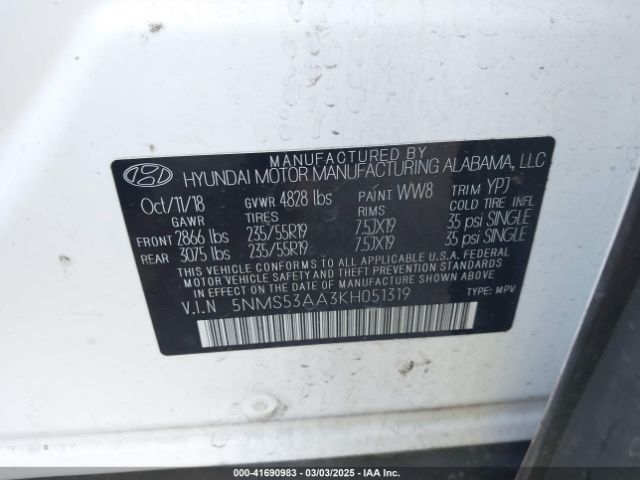 MANUFACTURED BY
HYUNDAI MOTOR MANUFACTURING ALABAMA, LLC
Oct/11/18 GVWR 4828 lbs PAINT WW8 TRIM YPJ
GAWR TIRES RIMS COLD TIRE INFL
FRONT 2866 lbs 235/55R19 7.5JX19 35 psi SINGLE
REAR 3075 lbs 235/55R19 7.5JX19 35 psi SINGLE
THIS VEHICLE CONFORMS TO ALL APPLICABLE U.S.A. FEDERAL
MOTOR VEHICLE SAFETY AND THEFT PREVENTION
STANDARDS IN EFFECT ON THE DATE OF MANUFACTURE SHOWN ABOVE.
V.I.N 5NMS53AA3KH051319 TYPE: MPV
000-41690983 - 03/03/2025 - IAA Inc.